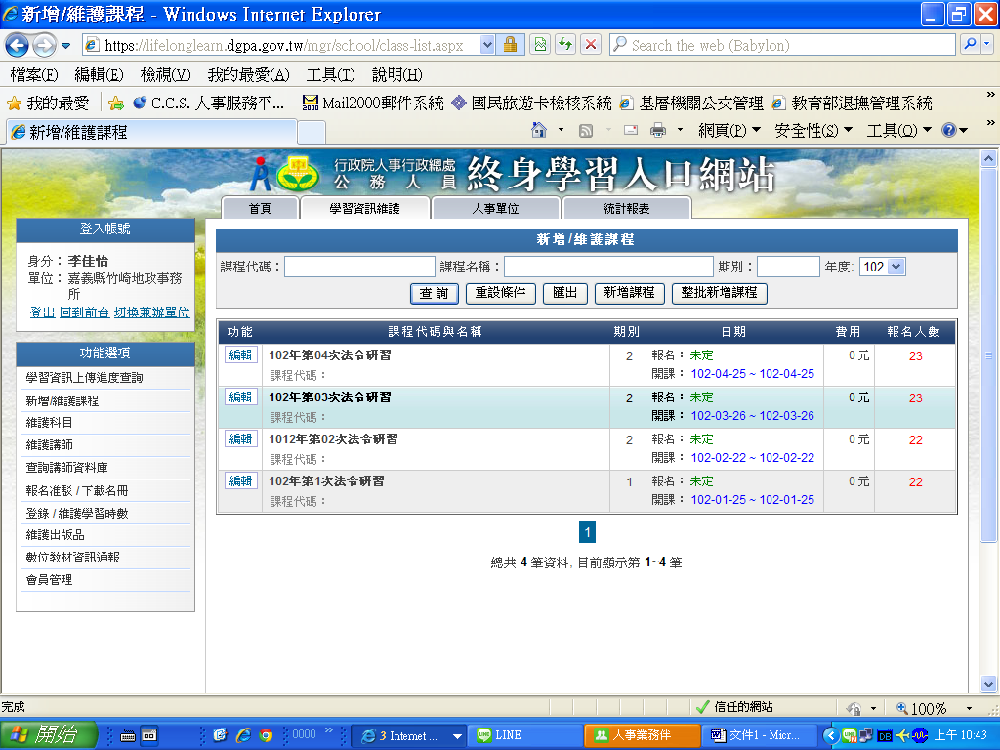 新增/維護課程 - Windows Internet Explorer
https://lifelonglearn.dgpa.gov.tw/mgr/school/class-list.aspx
Search the web (Babylon)
檔案(F) 編輯(E) 檢視(V) 我的最愛(A) 工具(T) 說明(H)
我的最愛 C.C.S. 人事服務平... Mail2000郵件系統 國民旅遊卡檢核系統 基層機關公文管理 教育部退撫管理系統
新增/維護課程
網頁(P) 安全性(S) 工具(O)
行政院人事行政總處
公務人員
終身學習入口網站
首頁 學習資訊維護 人事單位 統計報表
登入帳號
身分：李佳怡
單位：嘉義縣竹崎地政事務所
登出 回到前台 切換兼辦單位
功能選項
學習資訊上傳進度查詢
新增/維護課程
維護科目
維護講師
查詢講師資料庫
報名准駁 / 下載名冊
登錄 / 維護學習時數
維護出版品
數位教材資訊通報
會員管理
新增/維護課程
課程代碼： 課程名稱： 期別： 年度: 102
查 詢 重設條件 匯出 新增課程 整批新增課程
功能 課程代碼與名稱 期別 日期 費用 報名人數
編輯 102年第04次法令研習 2 報名：未定 0 元 23
課程代碼： 開課：102-04-25 ~ 102-04-25
編輯 102年第03次法令研習 2 報名：未定 0 元 23
課程代碼： 開課：102-03-26 ~ 102-03-26
編輯 1012年第02次法令研習 2 報名：未定 0 元 22
課程代碼： 開課：102-02-22 ~ 102-02-22
編輯 102年第1次法令研習 1 報名：未定 0 元 22
課程代碼： 開課：102-01-25 ~ 102-01-25
1
總共 4 筆資料, 目前顯示第 1~4 筆
完成 信任的網站 100%
開始 0000 3 Internet ... LINE 人事業務伴 文件1 - Micr... 上午 10:43